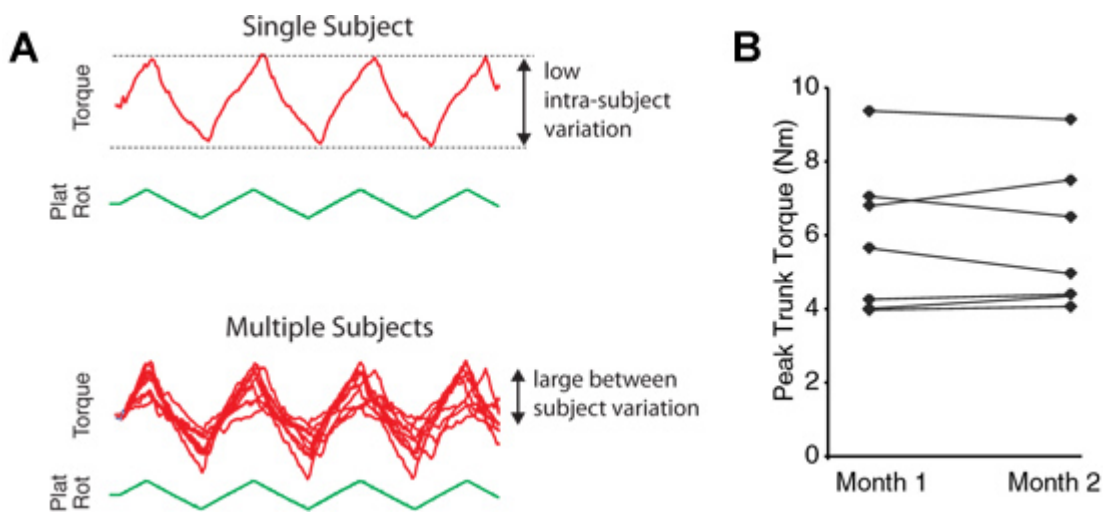 A
Single Subject
Torque
low
intra-subject
variation
Plat
Rot
Multiple Subjects
Torque
large between
subject variation
Plat
Rot
B
Peak Trunk Torque (Nm)
10
8
6
4
2
0
Month 1
Month 2